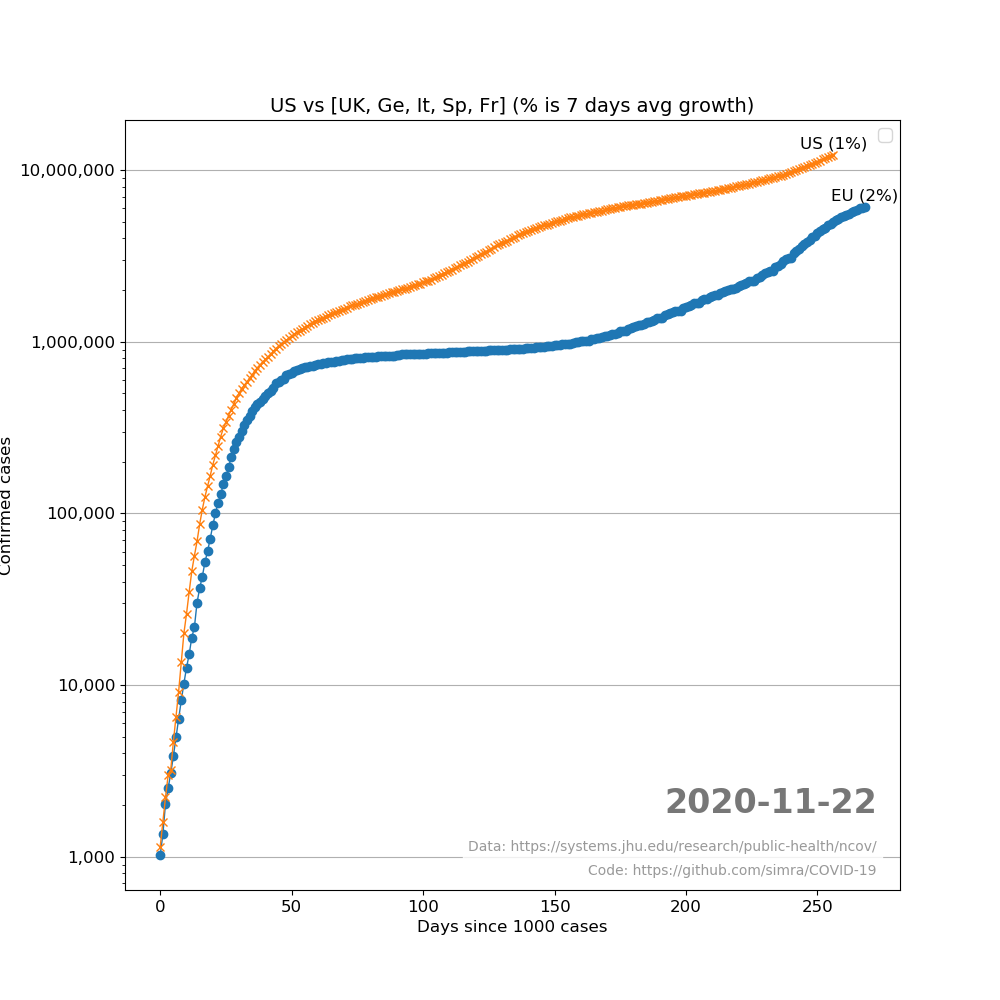 US vs [UK, Ge, It, Sp, Fr] (% is 7 days avg growth)
US (1%)
EU (2%)
10,000,000
1,000,000
100,000
10,000
1,000
Confirmed cases
2020-11-22
Data: https://systems.jhu.edu/research/public-health/ncov/
Code: https://github.com/simra/COVID-19
0 50 100 150 200 250
Days since 1000 cases